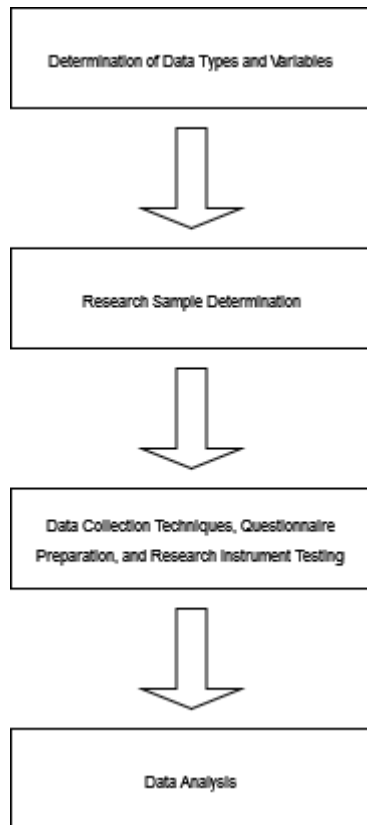 Determination of Data Types and Variables
Research Sample Determination
Data Collection Techniques, Questionnaire
Preparation, and Research Instrument Testing
Data Analysis